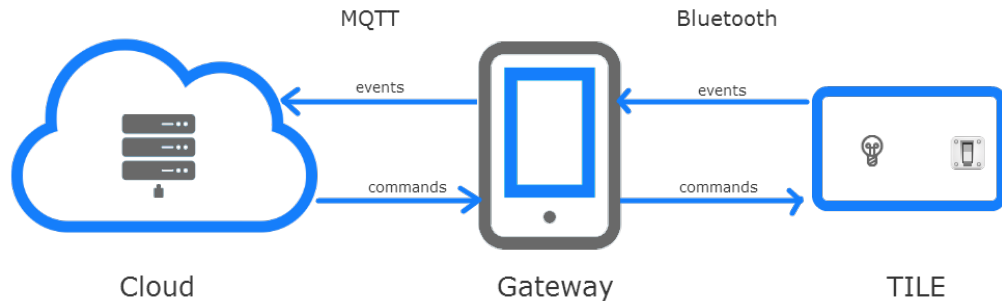 MQTT
Bluetooth
events
events
commands
commands
Cloud
Gateway
TILE